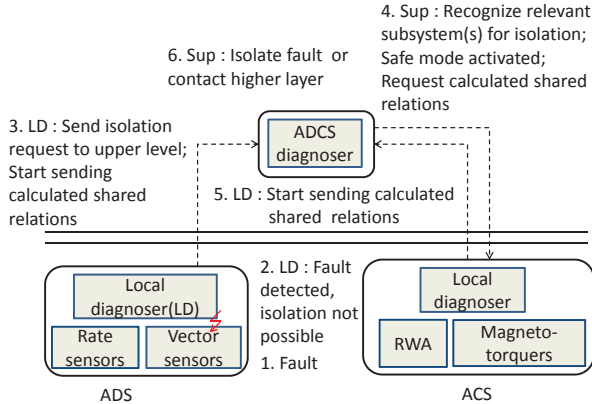 4. Sup : Recognize relevant
subsystem(s) for isolation;
Safe mode activated;
Request calculated shared
relations
6. Sup : Isolate fault or
contact higher layer
3. LD : Send isolation
request to upper level;
Start sending
calculated shared
relations
ADCS
diagnoser
5. LD : Start sending calculated
shared relations
2. LD : Fault
detected,
isolation not
possible
1. Fault
Local
diagnoser(LD)
Rate
sensors
Vector
sensors
ADS
Local
diagnoser
RWA
Magneto-
torquers
ACS